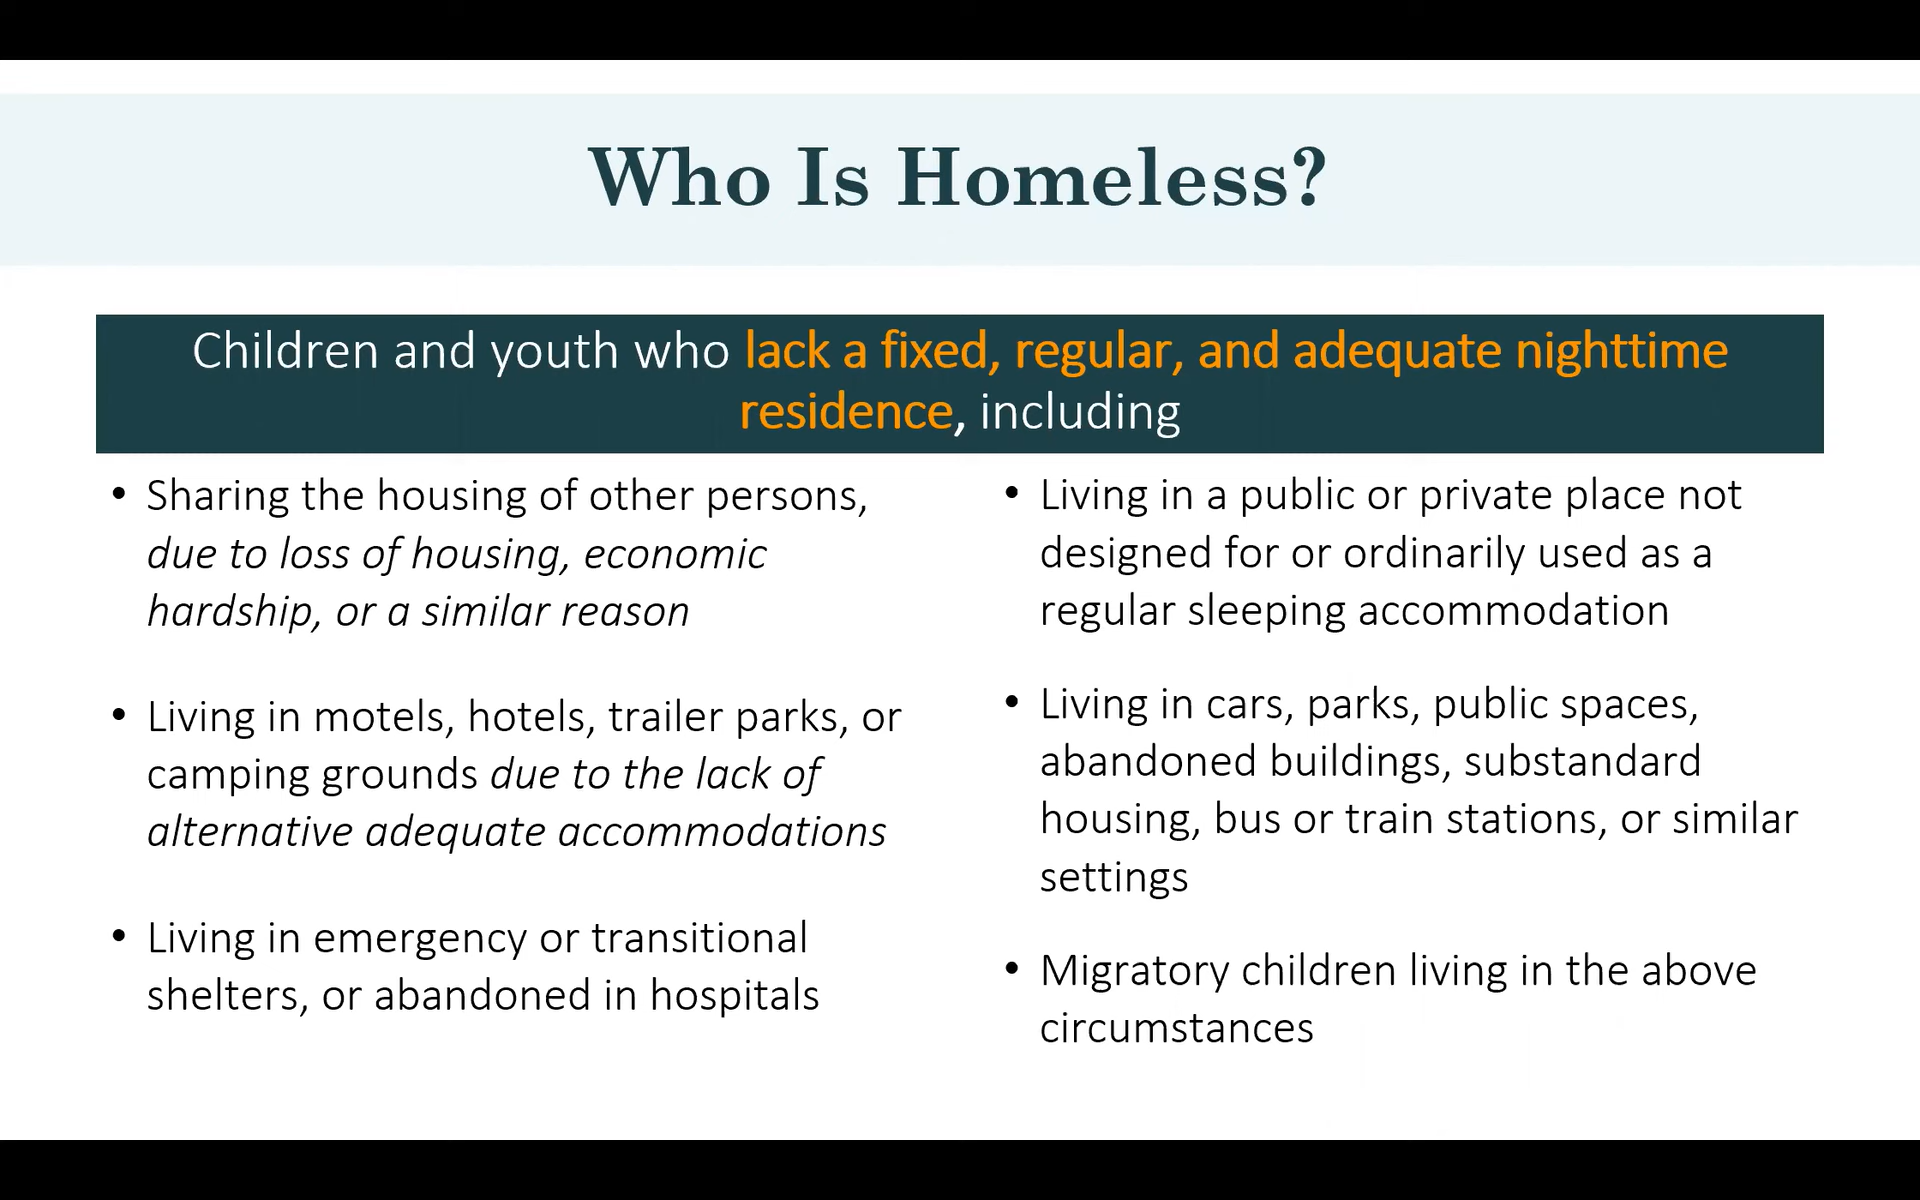 Who Is Homeless?
Children and youth who lack a fixed, regular, and adequate nighttime
residence, including
• Sharing the housing of other persons,
due to loss of housing, economic
hardship, or a similar reason
• Living in motels, hotels, trailer parks, or
camping grounds due to the lack of
alternative adequate accommodations
• Living in emergency or transitional
shelters, or abandoned in hospitals
• Living in a public or private place not
designed for or ordinarily used as a
regular sleeping accommodation
• Living in cars, parks, public spaces,
abandoned buildings, substandard
housing, bus or train stations, or similar
settings
• Migratory children living in the above
circumstances